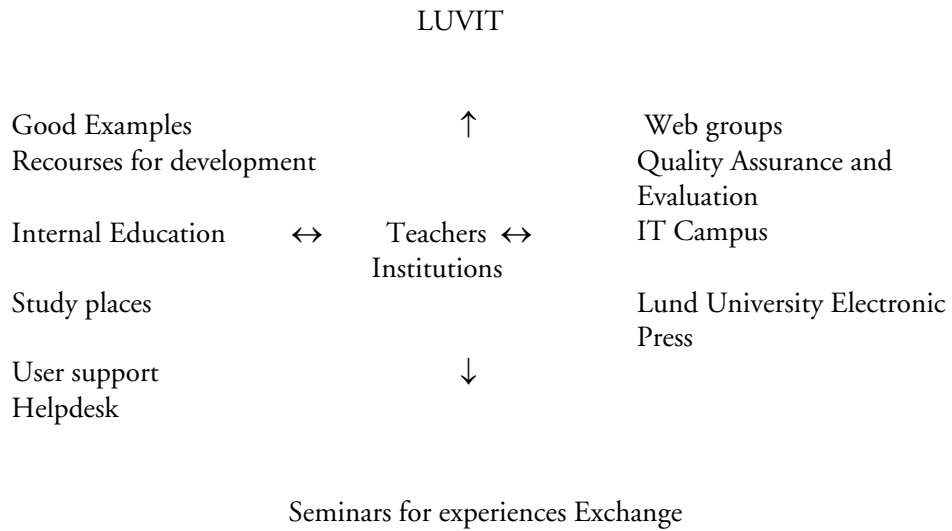 LUVIT
↑
Good Examples
Recourses for development
Internal Education ↔
Study places
User support
Helpdesk
Teachers ↔
Institutions
Web groups
Quality Assurance and
Evaluation
IT Campus
Lund University Electronic
Press
↓
Seminars for experiences Exchange